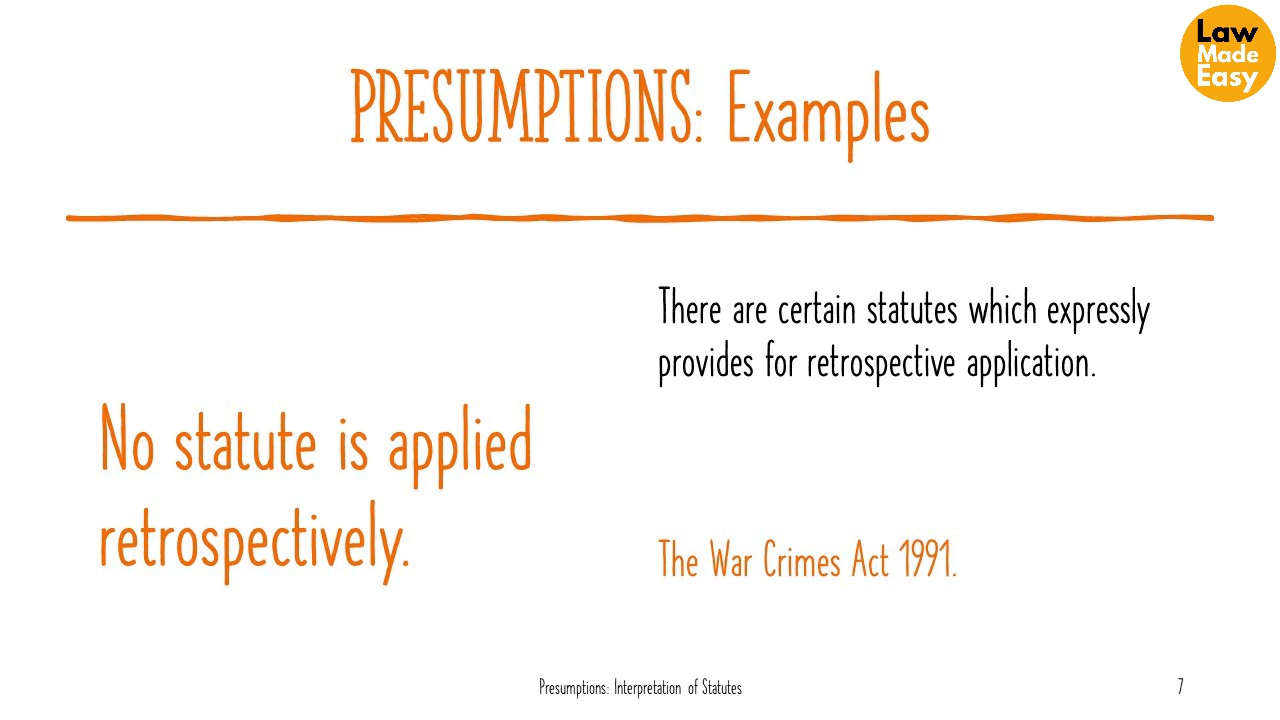 Law
Made
Easy
PRESUMPTIONS: Examples
No statute is applied
retrospectively.
There are certain statutes which expressly
provides for retrospective application.
The War Crimes Act 1991.
Presumptions: Interpretation of Statutes
7